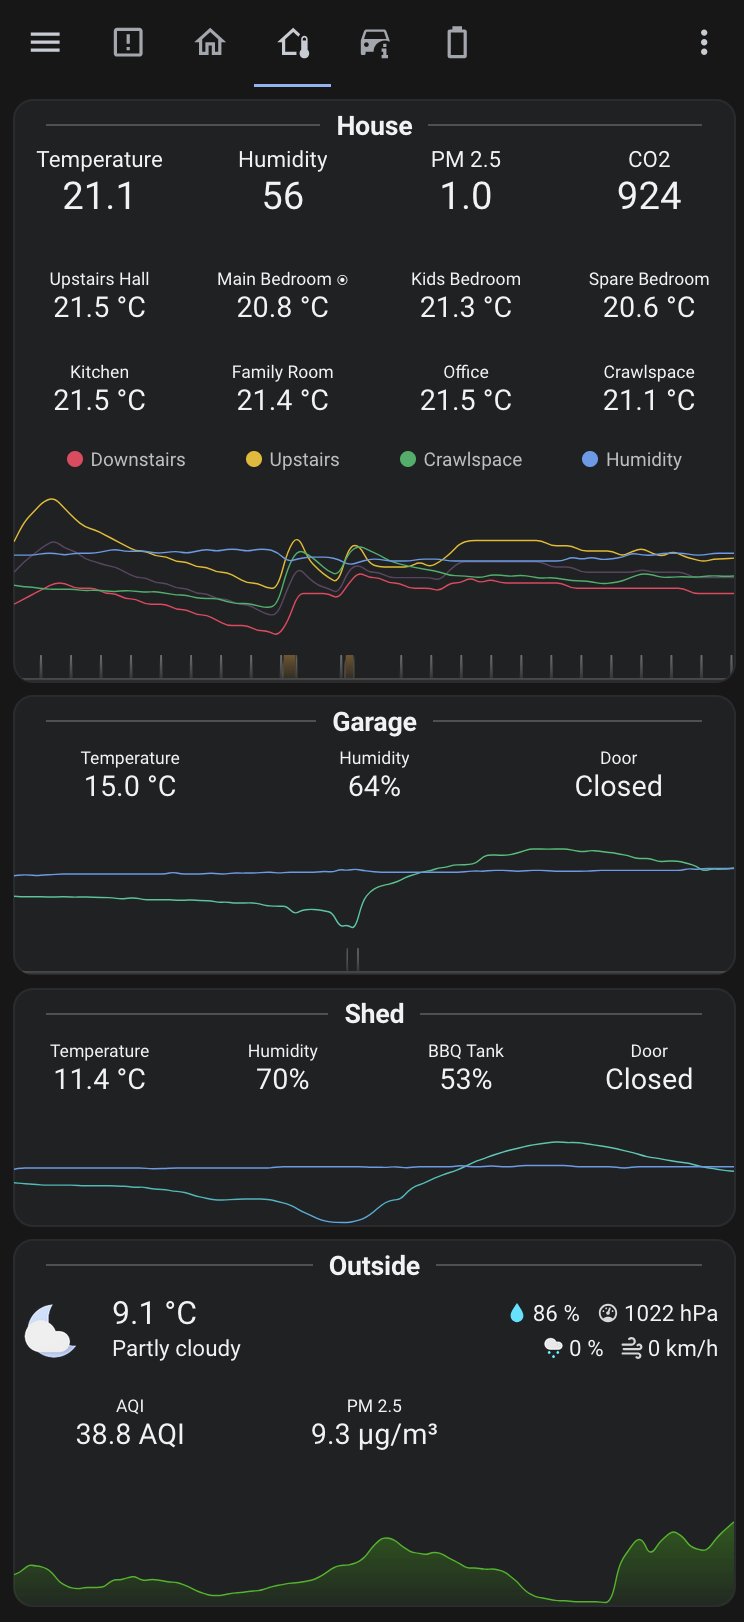 House
Temperature Humidity PM 2.5 CO2
21.1 56 1.0 924
Upstairs Hall Main Bedroom Kids Bedroom Spare Bedroom
21.5 °C 20.8 °C 21.3 °C 20.6 °C
Kitchen Family Room Office Crawlspace
21.5 °C 21.4 °C 21.5 °C 21.1 °C
Downstairs Upstairs Crawlspace Humidity
Garage
Temperature Humidity Door
15.0 °C 64% Closed
Shed
Temperature Humidity BBQ Tank Door
11.4 °C 70% 53% Closed
Outside
9.1 °C 86 % 1022 hPa
Partly cloudy 0 % 0 km/h
AQI PM 2.5
38.8 AQI 9.3 μg/m³